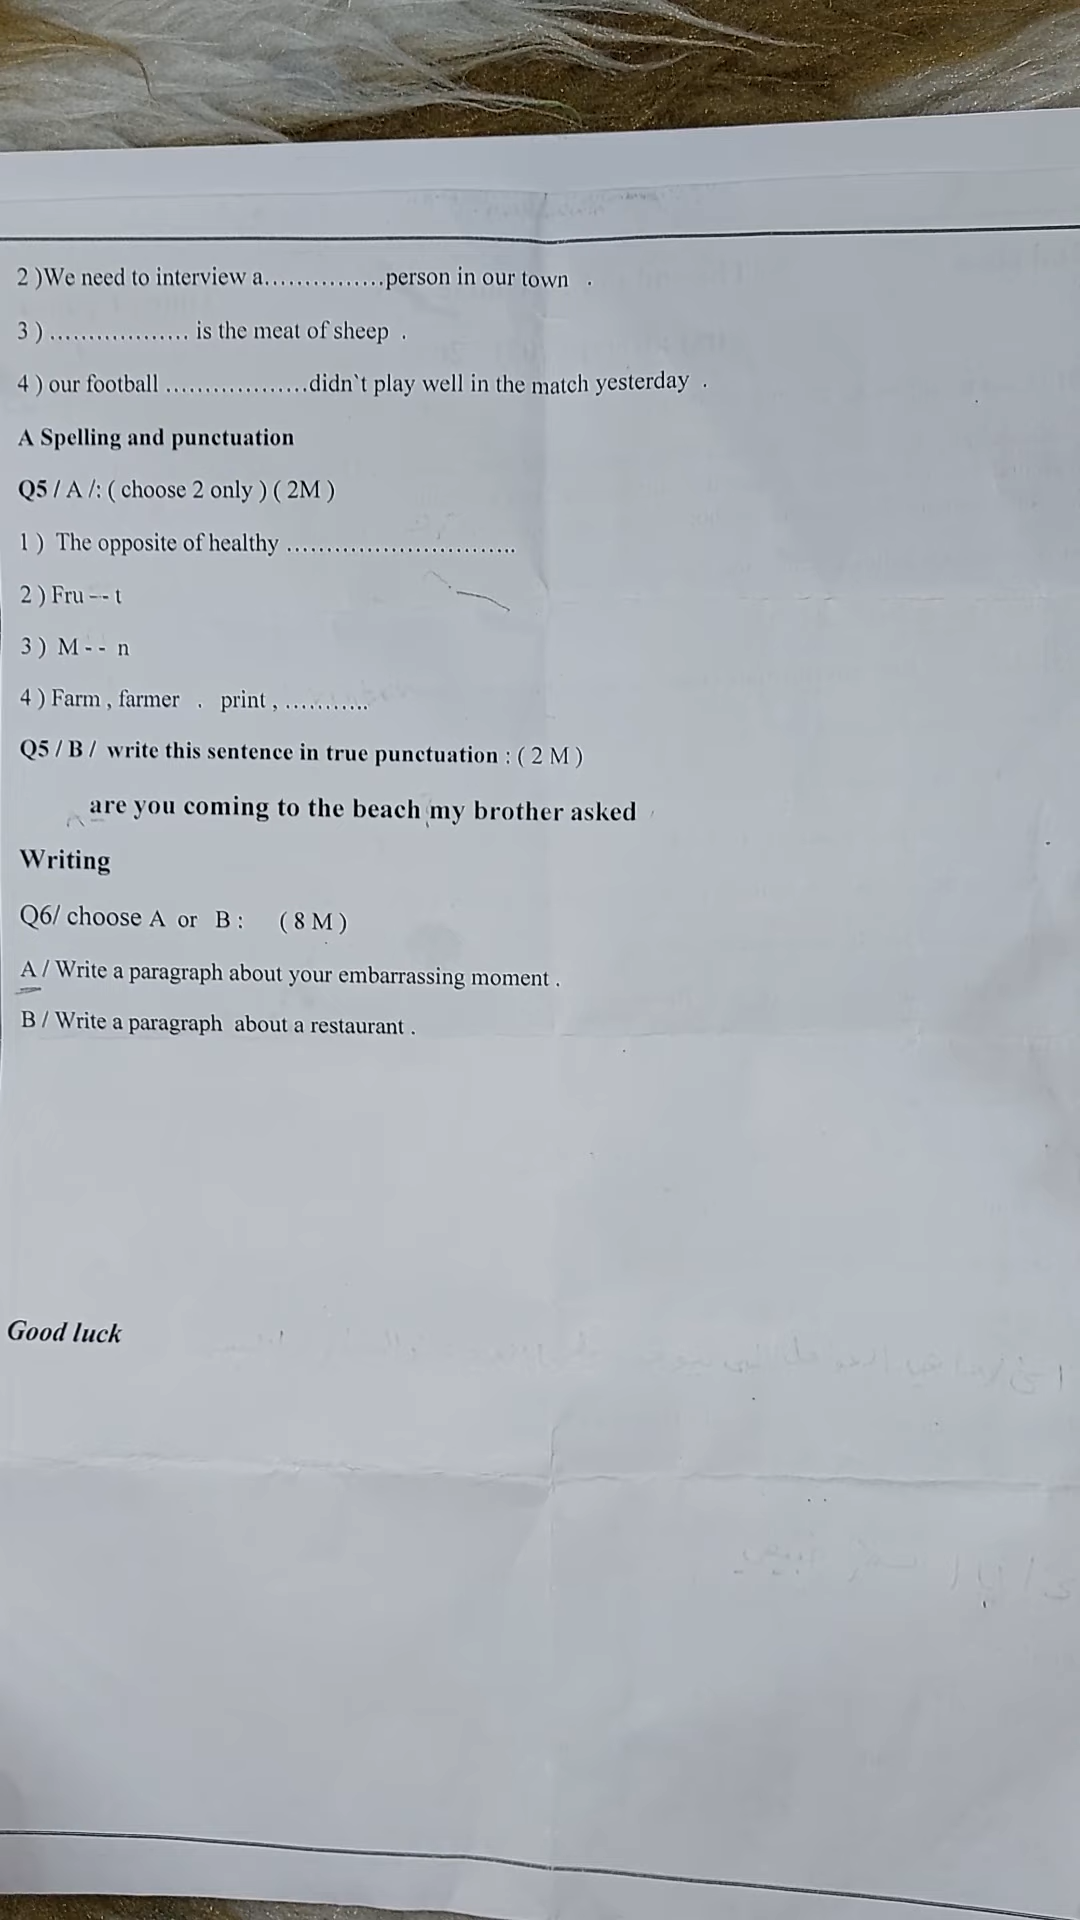 2 )We need to interview a...............person in our town .
3 ).................. is the meat of sheep .
4 ) our football ..................didn`t play well in the match yesterday .
A Spelling and punctuation
Q5 / A /: ( choose 2 only ) ( 2M )
1 ) The opposite of healthy .............................
2 ) Fru -- t
3 ) M - - n
4 ) Farm , farmer . print , ...........
Q5 / B / write this sentence in true punctuation : ( 2 M )
are you coming to the beach my brother asked
Writing
Q6/ choose A or B : ( 8 M )
A / Write a paragraph about your embarrassing moment .
B / Write a paragraph about a restaurant .
Good luck